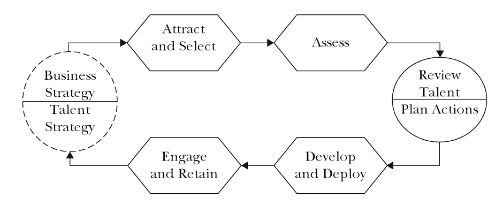 Attract
and Select
Assess
Review
Talent
Plan Actions
Business
Strategy
Talent
Strategy
Engage
and Retain
Develop
and Deploy